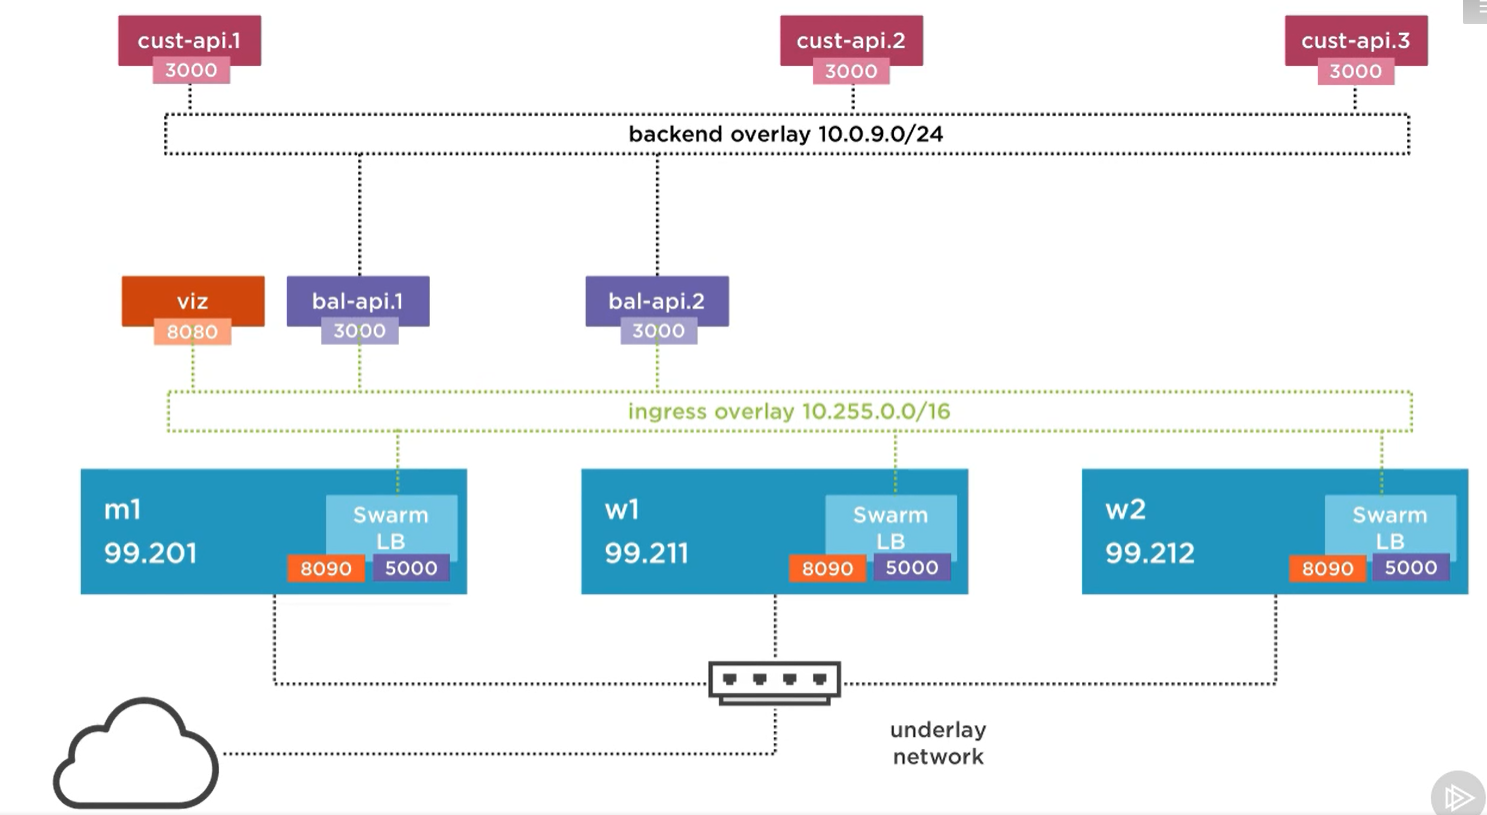 cust-api.1
3000
cust-api.2
3000
cust-api.3
3000
backend overlay 10.0.9.0/24
viz
8080
bal-api.1
3000
bal-api.2
3000
ingress overlay 10.255.0.0/16
m1
99.201
Swarm
LB
8090
5000
w1
99.211
Swarm
LB
8090
5000
w2
99.212
Swarm
LB
8090
5000
underlay
network